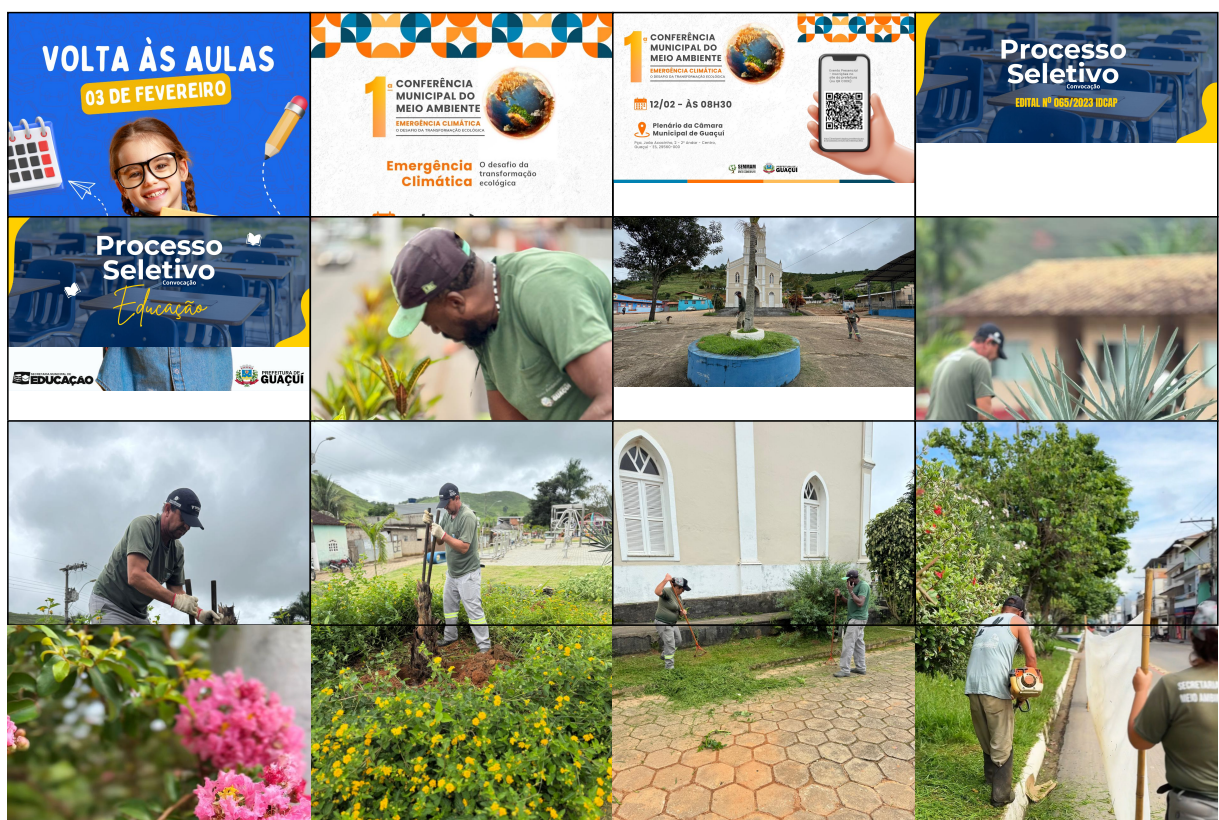 VOLTA ÀS AULAS
03 DE FEVEREIRO
1ª CONFERÊNCIA
MUNICIPAL DO
MEIO AMBIENTE
EMERGÊNCIA CLIMÁTICA
O DESAFIO DA TRANSFORMAÇÃO ECOLÓGICA
Emergência
Climática
O desafio da
transformação
ecológica
1ª CONFERÊNCIA
MUNICIPAL DO
MEIO AMBIENTE
EMERGÊNCIA CLIMÁTICA
O DESAFIO DA TRANSFORMAÇÃO ECOLÓGICA
12/02 - ÀS 08H30
Plenário da Câmara
Municipal de Guaçuí
SEMMAM
GUAÇUÍ
Processo
Seletivo
Convocação
EDITAL Nº 065/2023 IDCAP
Processo
Seletivo
Convocação
Educação
EDUCAÇÃO
PREFEITURA DE
GUAÇUÍ